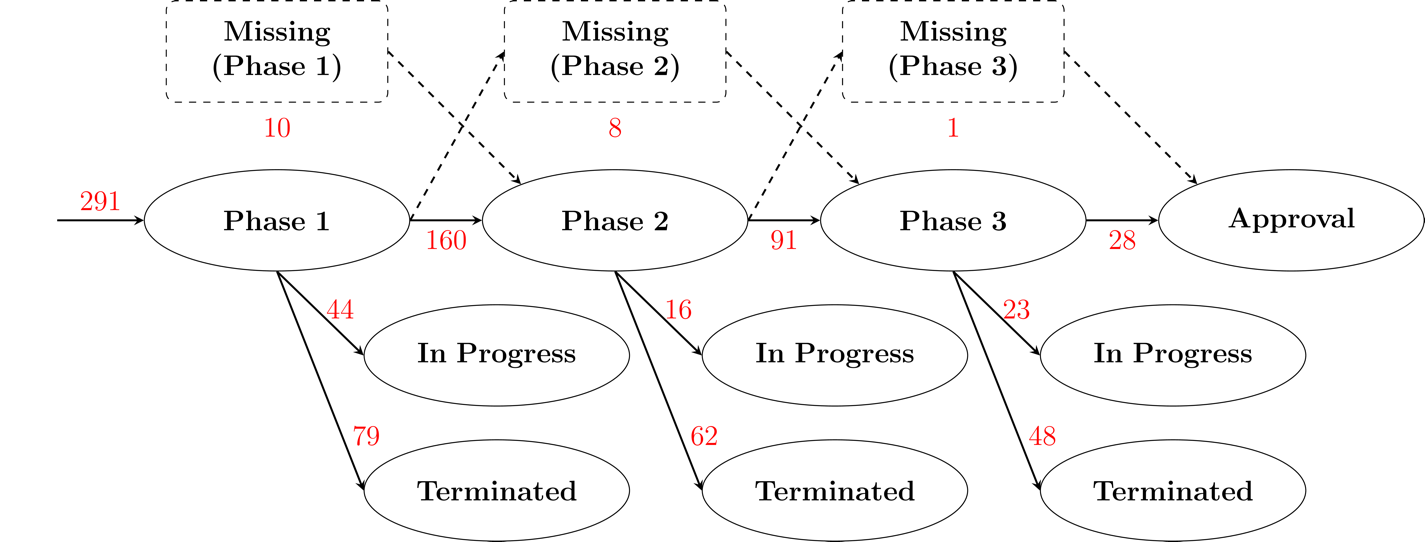 Missing
(Phase 1)
Missing
(Phase 2)
Missing
(Phase 3)
10
8
1
291
Phase 1
160
Phase 2
91
Phase 3
28
Approval
44
In Progress
16
In Progress
23
In Progress
79
Terminated
62
Terminated
48
Terminated